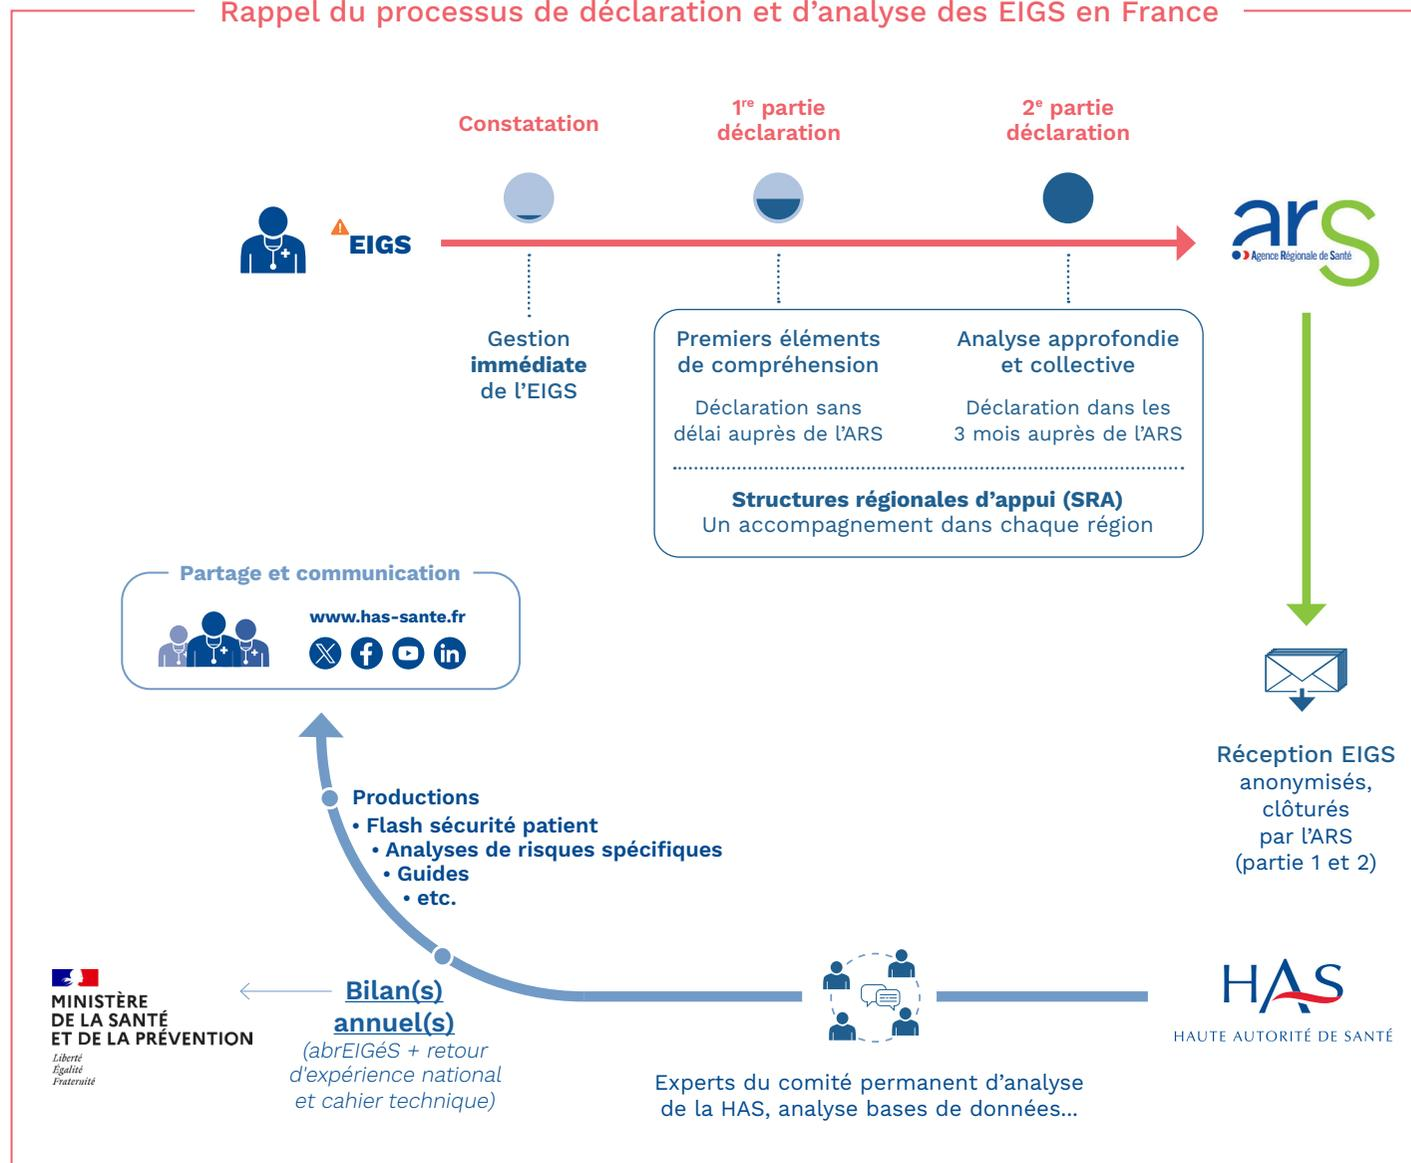 Rappel du processus de déclaration et d’analyse des EIGS en France
Constatation
1re partie
déclaration
2e partie
déclaration
EIGS
ars
Agence Régionale de Santé
Gestion
immédiate
de l’EIGS
Premiers éléments
de compréhension
Déclaration sans
délai auprès de l’ARS
Analyse approfondie
et collective
Déclaration dans les
3 mois auprès de l’ARS
Structures régionales d’appui (SRA)
Un accompagnement dans chaque région
Partage et communication
www.has-sante.fr
Réception EIGS
anonymisés,
clôturés
par l’ARS
(partie 1 et 2)
Productions
• Flash sécurité patient
• Analyses de risques spécifiques
• Guides
• etc.
MINISTÈRE
DE LA SANTÉ
ET DE LA PRÉVENTION
Liberté
Égalité
Fraternité
Bilan(s)
annuel(s)
(abrEIGéS + retour
d'expérience national
et cahier technique)
Experts du comité permanent d’analyse
de la HAS, analyse bases de données...
HAS
HAUTE AUTORITÉ DE SANTÉ